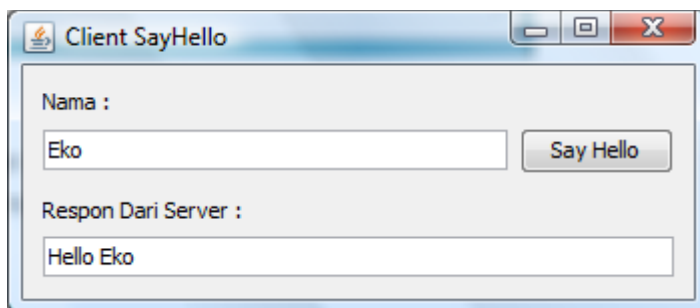 Client SayHello
Nama :
Eko
Say Hello
Respon Dari Server :
Hello Eko